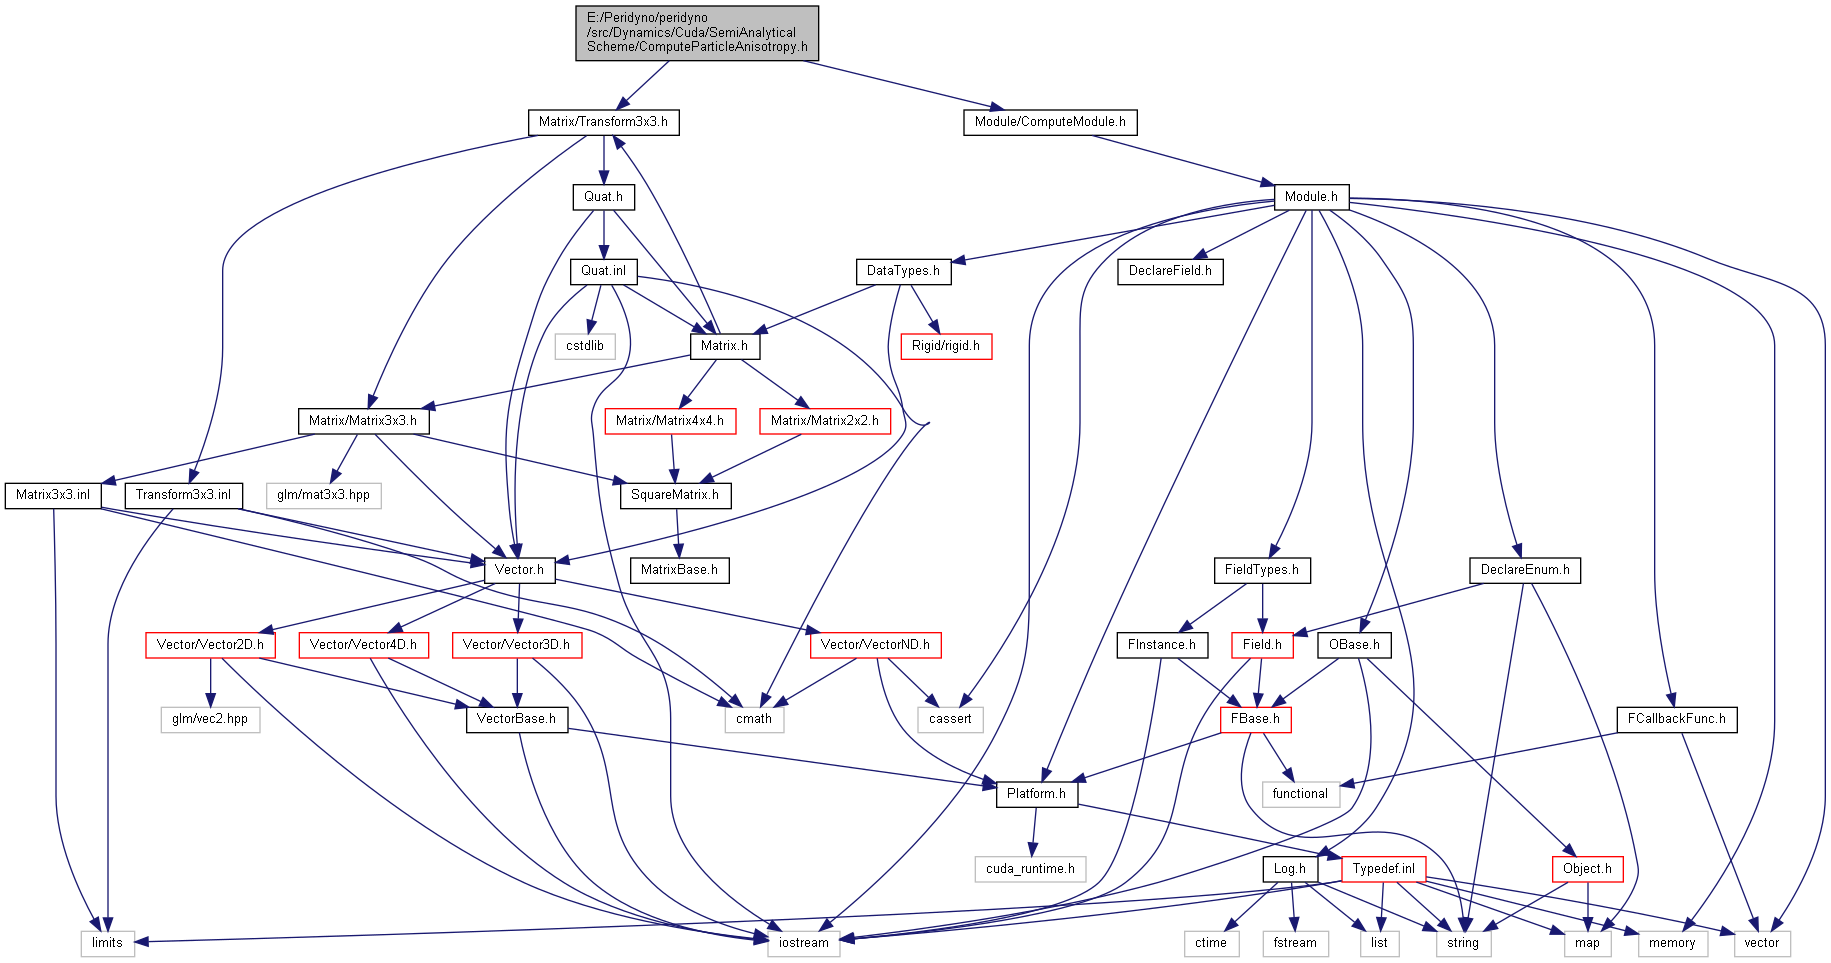 E:/Peridyno/peridyno
/src/Dynamics/Cuda/SemiAnalytical
Scheme/ComputeParticleAnisotropy.h
Matrix/Transform3x3.h
Module/ComputeModule.h
Quat.h
Module.h
Quat.inl
DataTypes.h
DeclareField.h
cstdlib
Matrix.h
Rigid/rigid.h
Matrix/Matrix3x3.h
Matrix/Matrix4x4.h
Matrix/Matrix2x2.h
Matrix3x3.inl
Transform3x3.inl
glm/mat3x3.hpp
SquareMatrix.h
Vector.h
MatrixBase.h
FieldTypes.h
DeclareEnum.h
Vector/Vector2D.h
Vector/Vector4D.h
Vector/Vector3D.h
Vector/VectorND.h
FInstance.h
Field.h
OBase.h
glm/vec2.hpp
VectorBase.h
cmath
cassert
FBase.h
FCallbackFunc.h
Platform.h
functional
cuda_runtime.h
Log.h
Typedef.inl
Object.h
limits
iostream
ctime
fstream
list
string
map
memory
vector